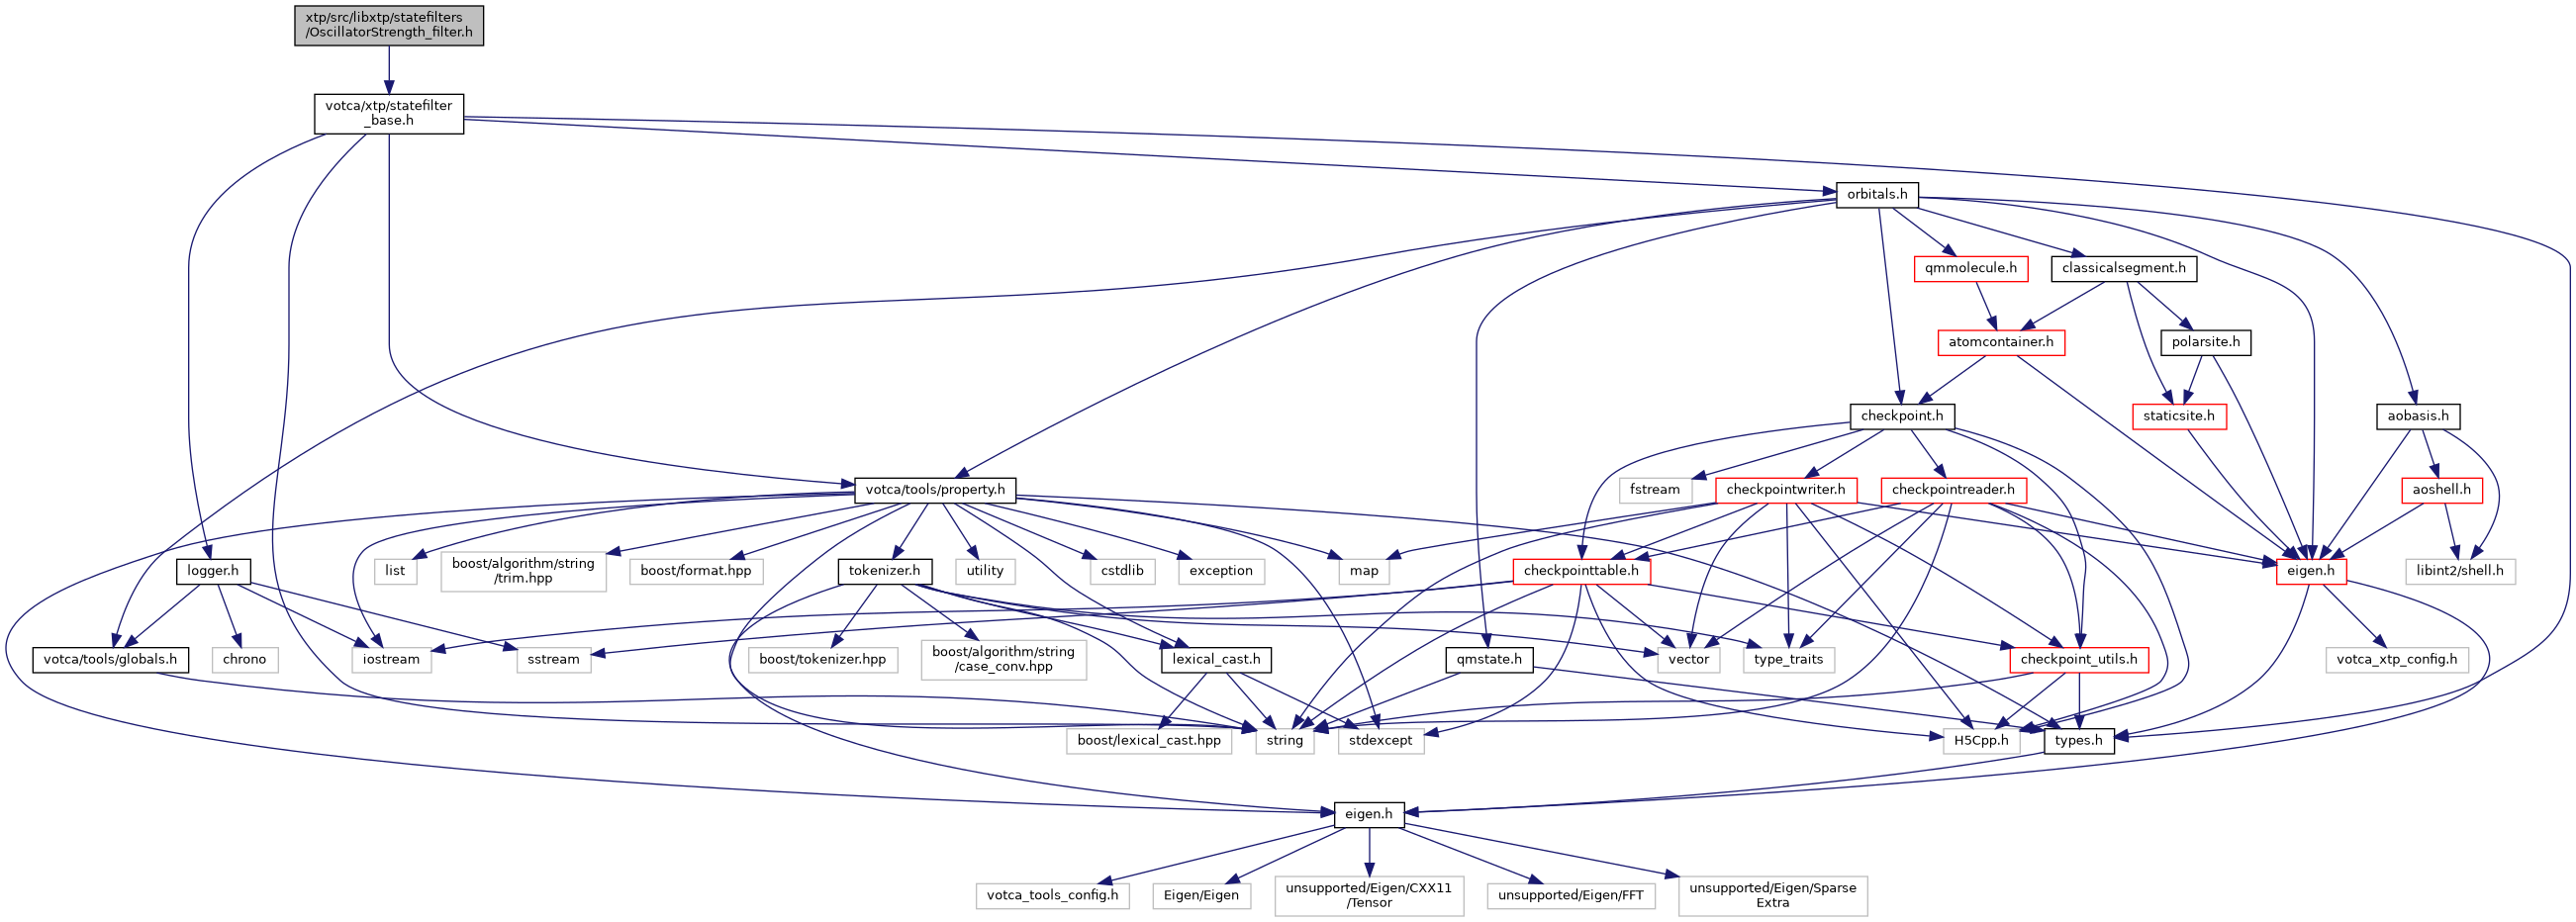 xtp/src/libxtp/statefilters
/OscillatorStrength_filter.h
votca/xtp/statefilter
_base.h
orbitals.h
qmmolecule.h
classicalsegment.h
atomcontainer.h
polarsite.h
checkpoint.h
staticsite.h
aobasis.h
votca/tools/property.h
fstream
checkpointwriter.h
checkpointreader.h
aoshell.h
logger.h
list
boost/algorithm/string
/trim.hpp
boost/format.hpp
tokenizer.h
utility
cstdlib
exception
map
checkpointtable.h
eigen.h
libint2/shell.h
votca/tools/globals.h
chrono
iostream
sstream
boost/tokenizer.hpp
boost/algorithm/string
/case_conv.hpp
lexical_cast.h
qmstate.h
vector
type_traits
checkpoint_utils.h
votca_xtp_config.h
boost/lexical_cast.hpp
string
stdexcept
H5Cpp.h
types.h
eigen.h
votca_tools_config.h
Eigen/Eigen
unsupported/Eigen/CXX11
/Tensor
unsupported/Eigen/FFT
unsupported/Eigen/Sparse
Extra